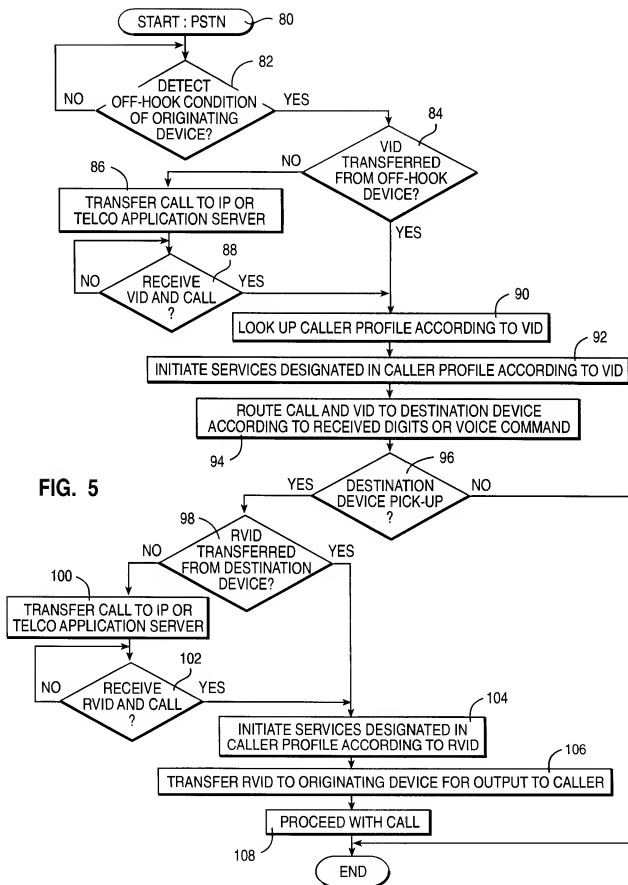 START : PSTN
80
82
DETECT
OFF-HOOK CONDITION
OF ORIGINATING
DEVICE?
NO
YES
84
VID
TRANSFERRED
FROM OFF-HOOK
DEVICE?
NO
YES
86
TRANSFER CALL TO IP OR
TELCO APPLICATION SERVER
88
RECEIVE
VID AND CALL
?
NO
YES
90
LOOK UP CALLER PROFILE ACCORDING TO VID
92
INITIATE SERVICES DESIGNATED IN CALLER PROFILE ACCORDING TO VID
ROUTE CALL AND VID TO DESTINATION DEVICE
ACCORDING TO RECEIVED DIGITS OR VOICE COMMAND
94
96
FIG. 5
DESTINATION
DEVICE PICK-UP
?
YES
NO
98
RVID
TRANSFERRED
FROM DESTINATION
DEVICE?
NO
YES
100
TRANSFER CALL TO IP OR
TELCO APPLICATION SERVER
102
RECEIVE
RVID AND CALL
?
NO
YES
104
INITIATE SERVICES DESIGNATED IN
CALLER PROFILE ACCORDING TO RVID
106
TRANSFER RVID TO ORIGINATING DEVICE FOR OUTPUT TO CALLER
PROCEED WITH CALL
108
END